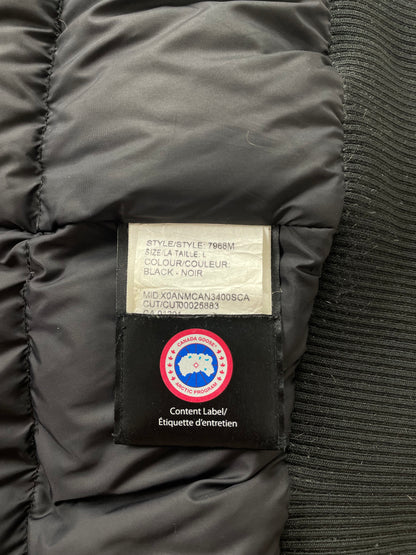 STYLE/STYLE: 7968M
SIZE/LA TAILLE: L
COLOUR/COULEUR:
BLACK - NOIR
MID:X0ANMCAN3400SCA
CUT/CUT00025883
CANADA GOOSE
ARCTIC PROGRAM
Content Label/
Étiquette d'entretien